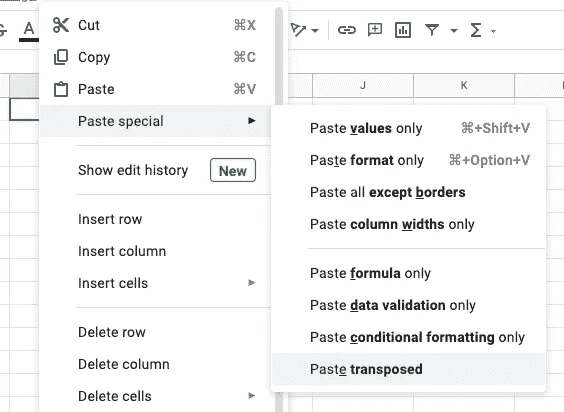 A
J
K
Cut ⌘X
Copy ⌘C
Paste ⌘V
Paste special
Show edit history New
Insert row
Insert column
Insert cells
Delete row
Delete column
Delete cells
Paste values only ⌘+Shift+V
Paste format only ⌘+Option+V
Paste all except borders
Paste column widths only
Paste formula only
Paste data validation only
Paste conditional formatting only
Paste transposed